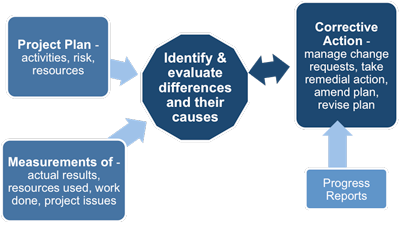 Project Plan -
activities, risk,
resources
Measurements of -
actual results,
resources used, work
done, project issues
Identify &
evaluate
differences
and their
causes
Corrective
Action -
manage change
requests, take
remedial action,
amend plan,
revise plan
Progress
Reports